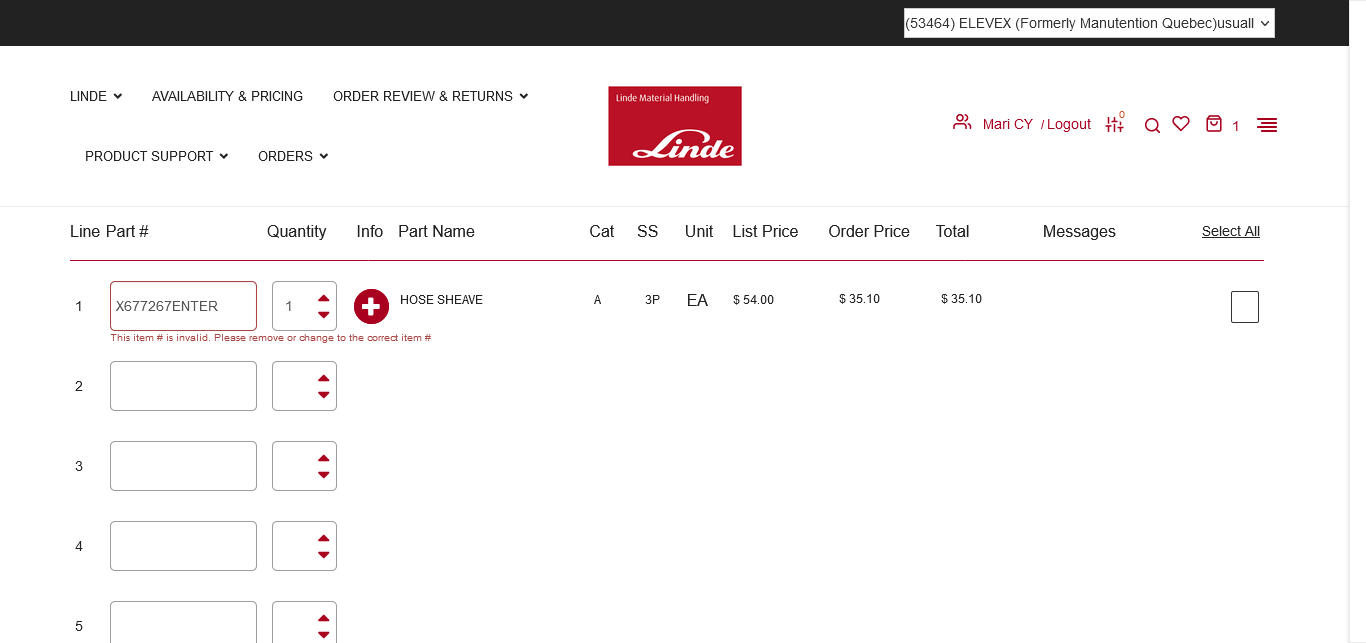 (53464) ELEVEX (Formerly Manutention Quebec)usuall
LINDE
AVAILABILITY & PRICING
ORDER REVIEW & RETURNS
PRODUCT SUPPORT
ORDERS
Linde Material Handling
Linde
Mari CY / Logout
0
1
Line Part # Quantity Info Part Name Cat SS Unit List Price Order Price Total Messages Select All
1 X677267ENTER 1 HOSE SHEAVE A 3P EA $ 54.00 $ 35.10 $ 35.10
This item # is invalid. Please remove or change to the correct item #
2
3
4
5